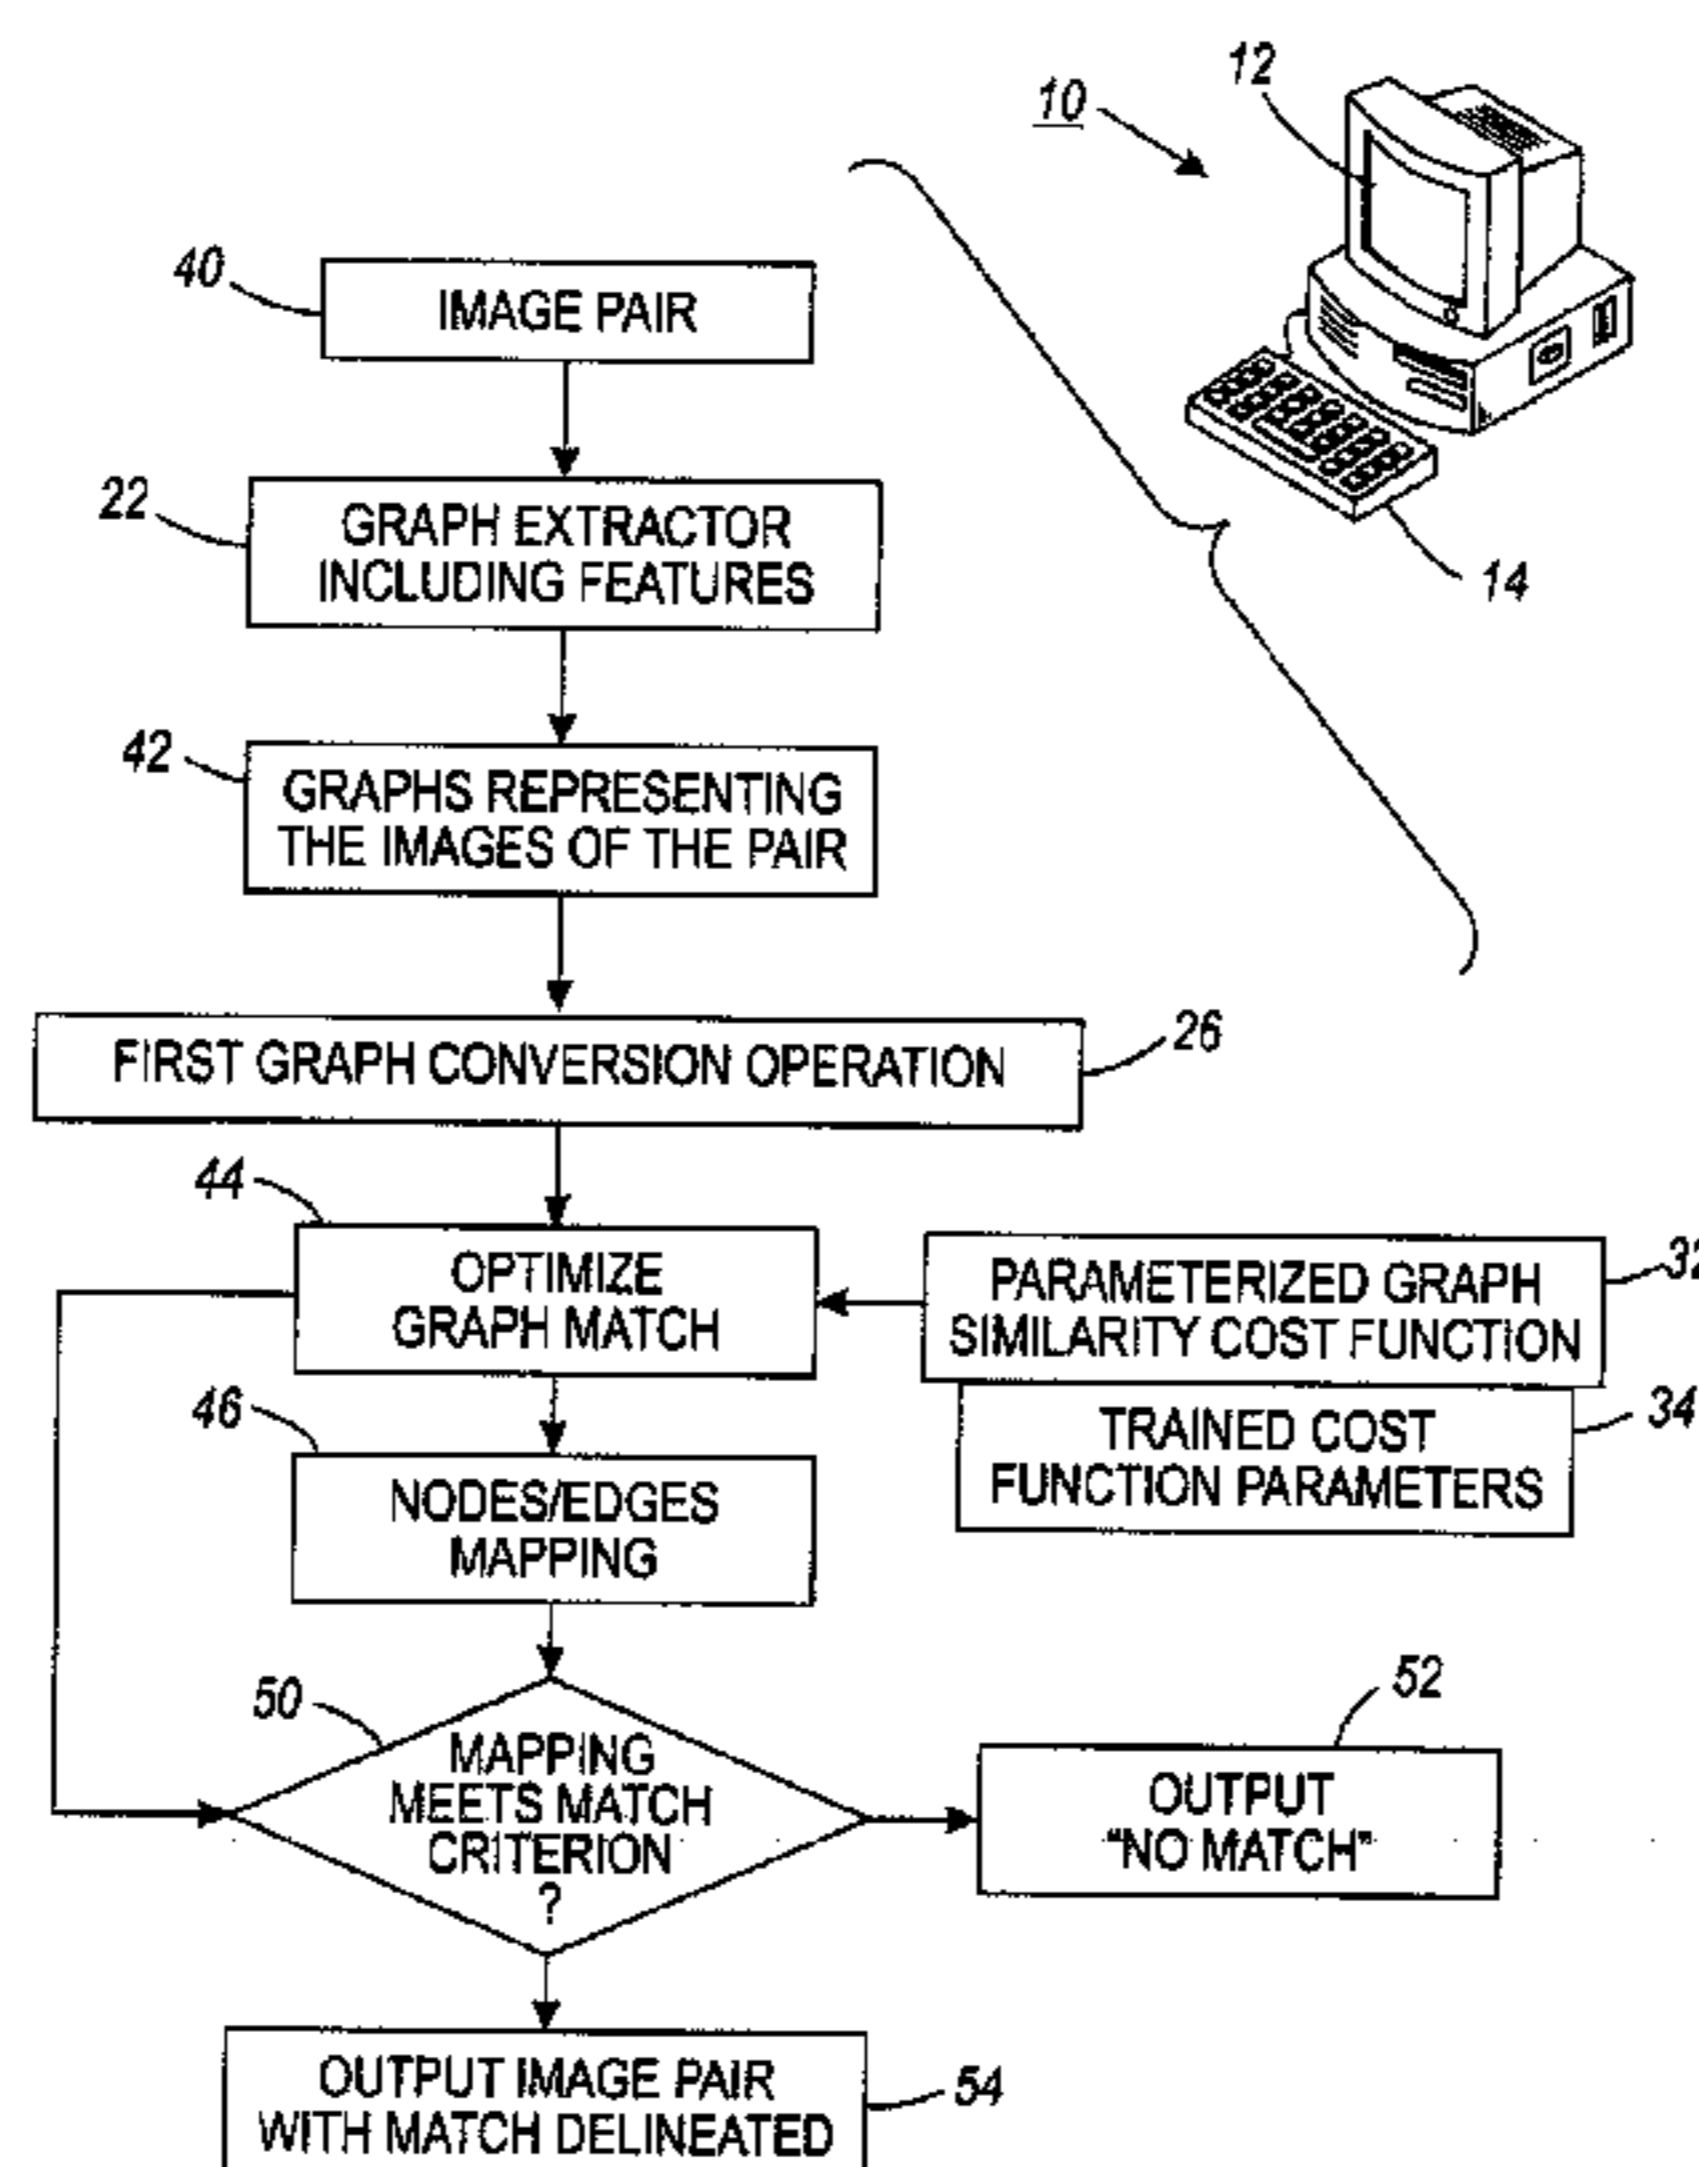 12
10
40
IMAGE PAIR
22
GRAPH EXTRACTOR
INCLUDING FEATURES
14
42
GRAPHS REPRESENTING
THE IMAGES OF THE PAIR
FIRST GRAPH CONVERSION OPERATION
26
44
OPTIMIZE
GRAPH MATCH
PARAMETERIZED GRAPH
SIMILARITY COST FUNCTION
32
46
NODES/EDGES
MAPPING
TRAINED COST
FUNCTION PARAMETERS
34
50
MAPPING
MEETS MATCH
CRITERION
?
52
OUTPUT
"NO MATCH"
OUTPUT IMAGE PAIR
WITH MATCH DELINEATED
54